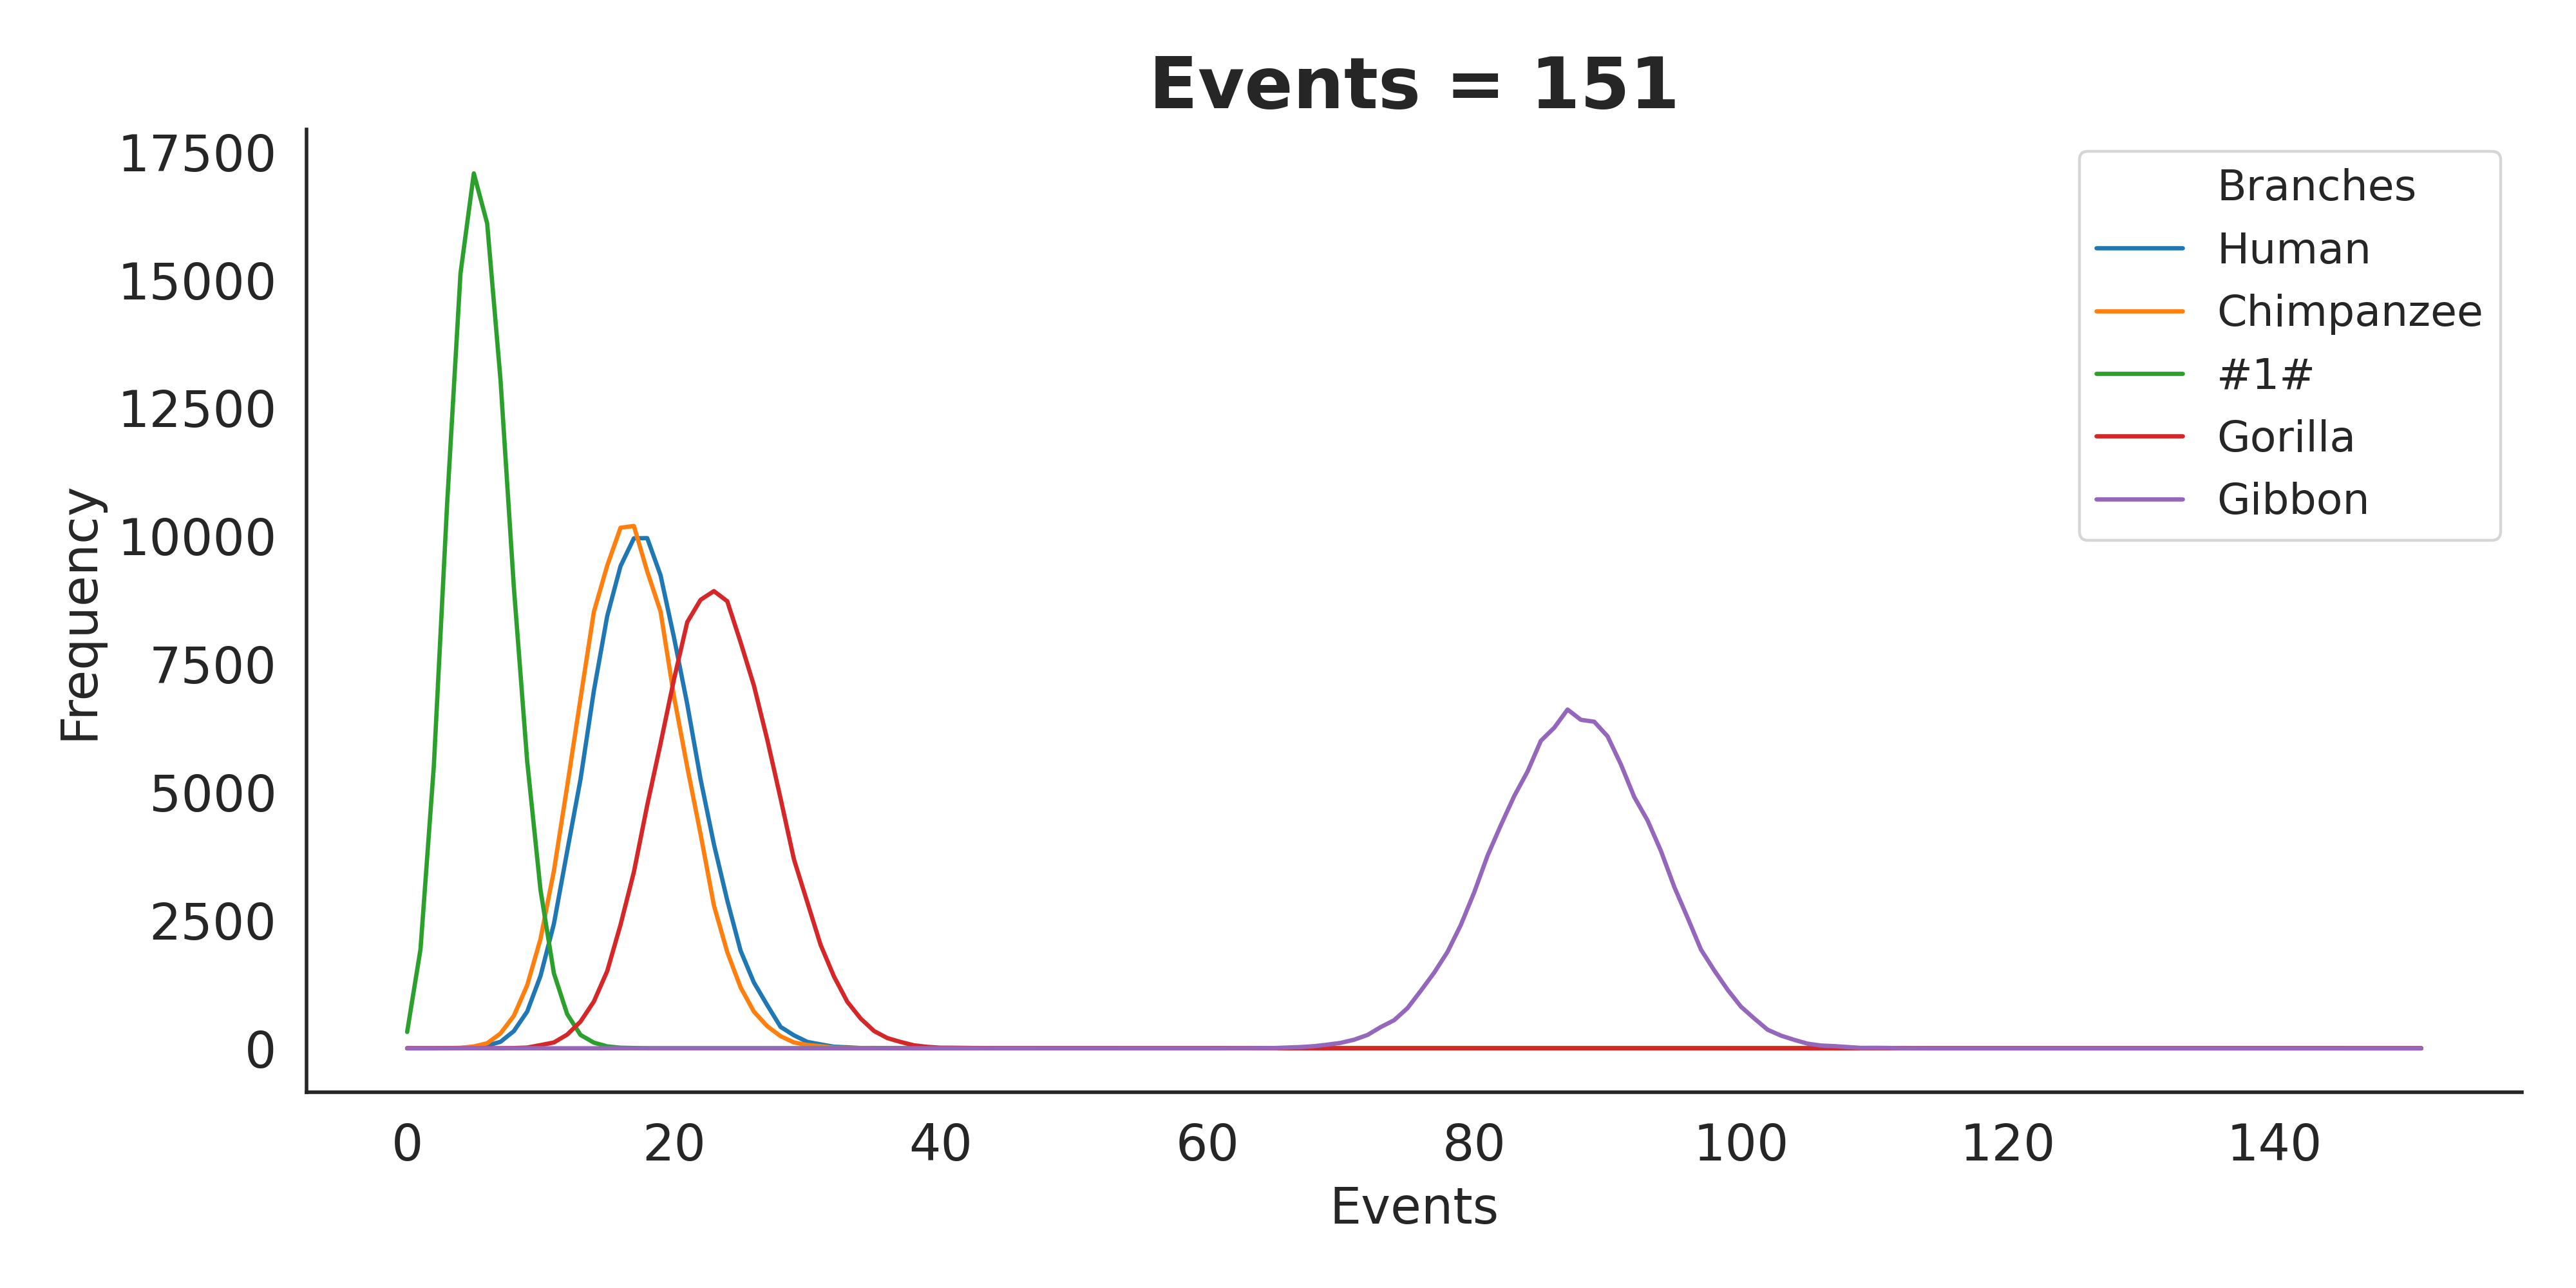 Events = 151
17500
15000
12500
10000
7500
5000
2500
0
Frequency
Branches
Human
Chimpanzee
#1#
Gorilla
Gibbon
0 20 40 60 80 100 120 140
Events